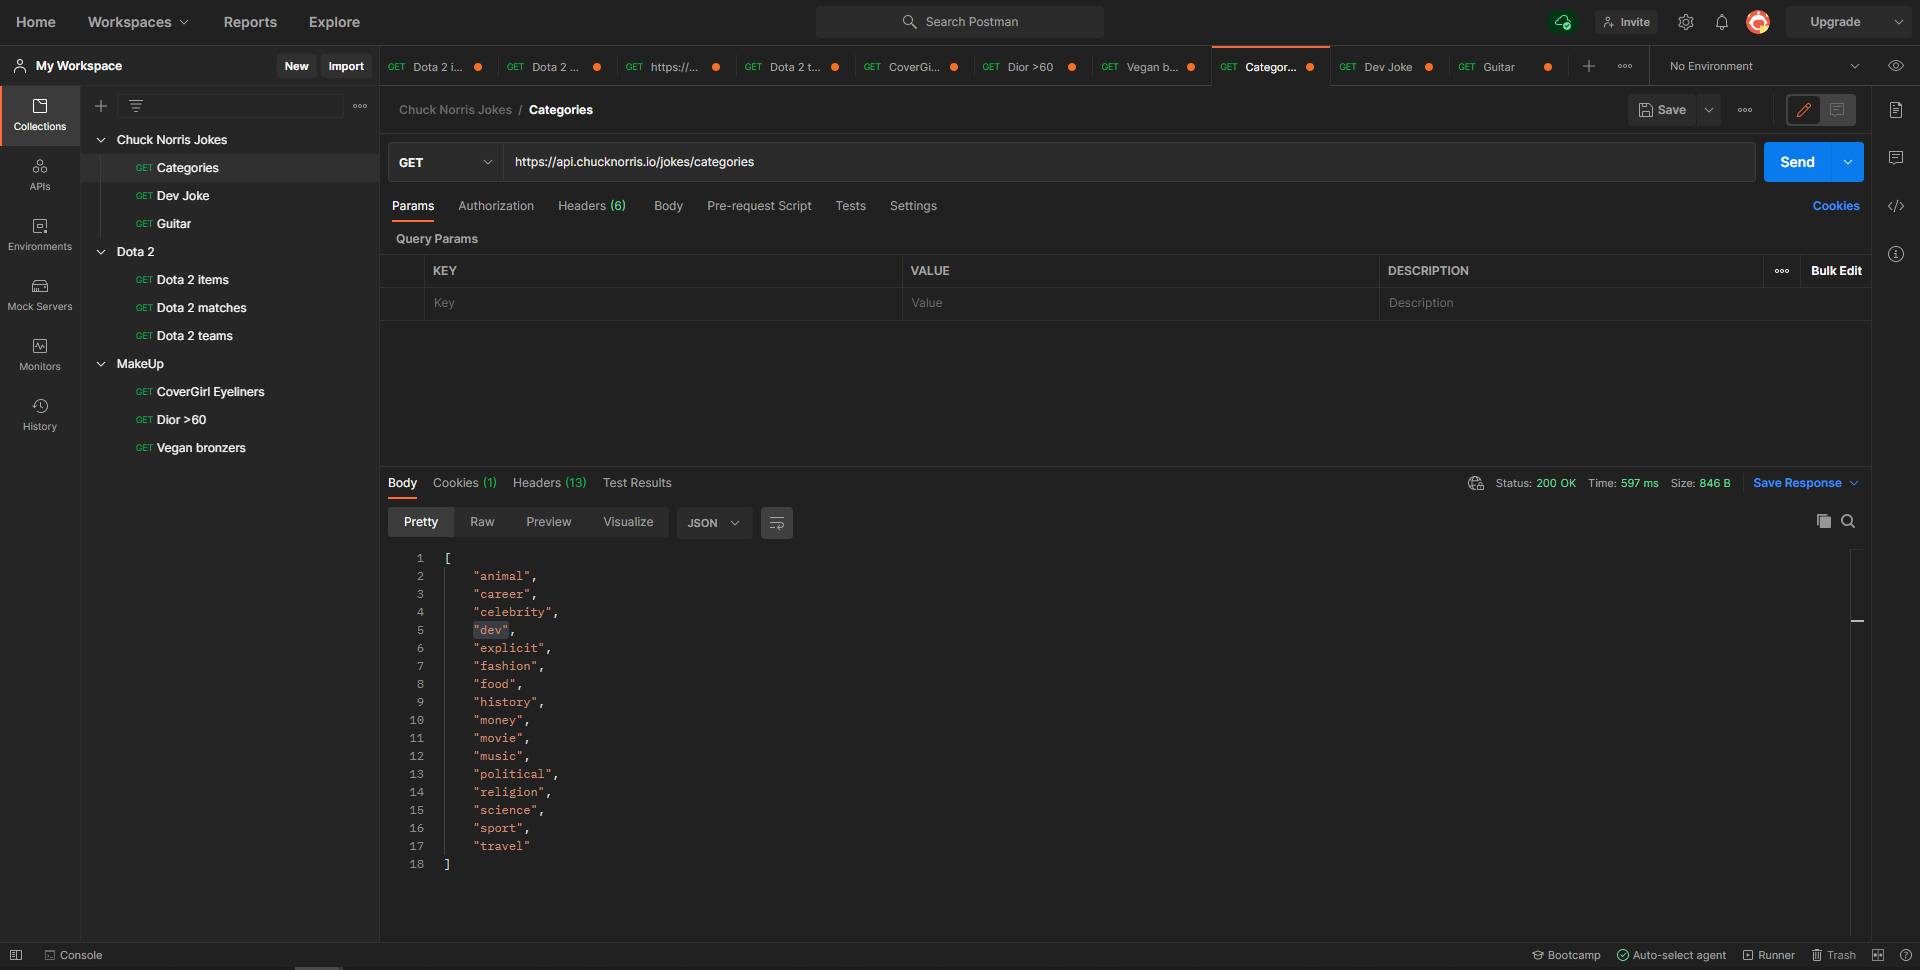 Home Workspaces Reports Explore Search Postman Invite Upgrade
My Workspace New Import GET Dota 2 i... GET Dota 2 ... GET https://... GET Dota 2 t... GET CoverGi... GET Dior >60 GET Vegan b... GET Categor... GET Dev Joke GET Guitar No Environment
Collections
APIs
Environments
Mock Servers
Monitors
History
Chuck Norris Jokes
GET Categories
GET Dev Joke
GET Guitar
Dota 2
GET Dota 2 items
GET Dota 2 matches
GET Dota 2 teams
MakeUp
GET CoverGirl Eyeliners
GET Dior >60
GET Vegan bronzers
Chuck Norris Jokes / Categories Save
GET https://api.chucknorris.io/jokes/categories Send
Params Authorization Headers (6) Body Pre-request Script Tests Settings Cookies
Query Params
KEY VALUE DESCRIPTION Bulk Edit
Key Value Description
Body Cookies (1) Headers (13) Test Results Status: 200 OK Time: 597 ms Size: 846 B Save Response
Pretty Raw Preview Visualize JSON
1 [
2 "animal",
3 "career",
4 "celebrity",
5 "dev",
6 "explicit",
7 "fashion",
8 "food",
9 "history",
10 "money",
11 "movie",
12 "music",
13 "political",
14 "religion",
15 "science",
16 "sport",
17 "travel"
18 ]
Console Bootcamp Auto-select agent Runner Trash